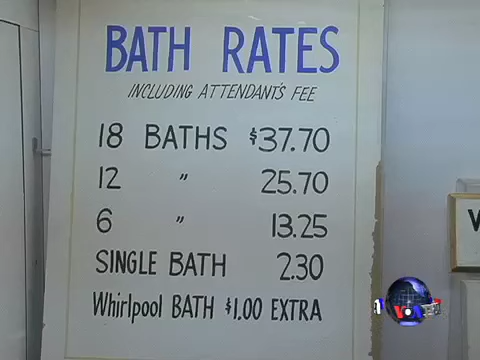 BATH RATES
INCLUDING ATTENDANT'S FEE
18 BATHS $37.70
12 " 25.70
6 " 13.25
SINGLE BATH 2.30
Whirlpool BATH $1.00 EXTRA
VOA